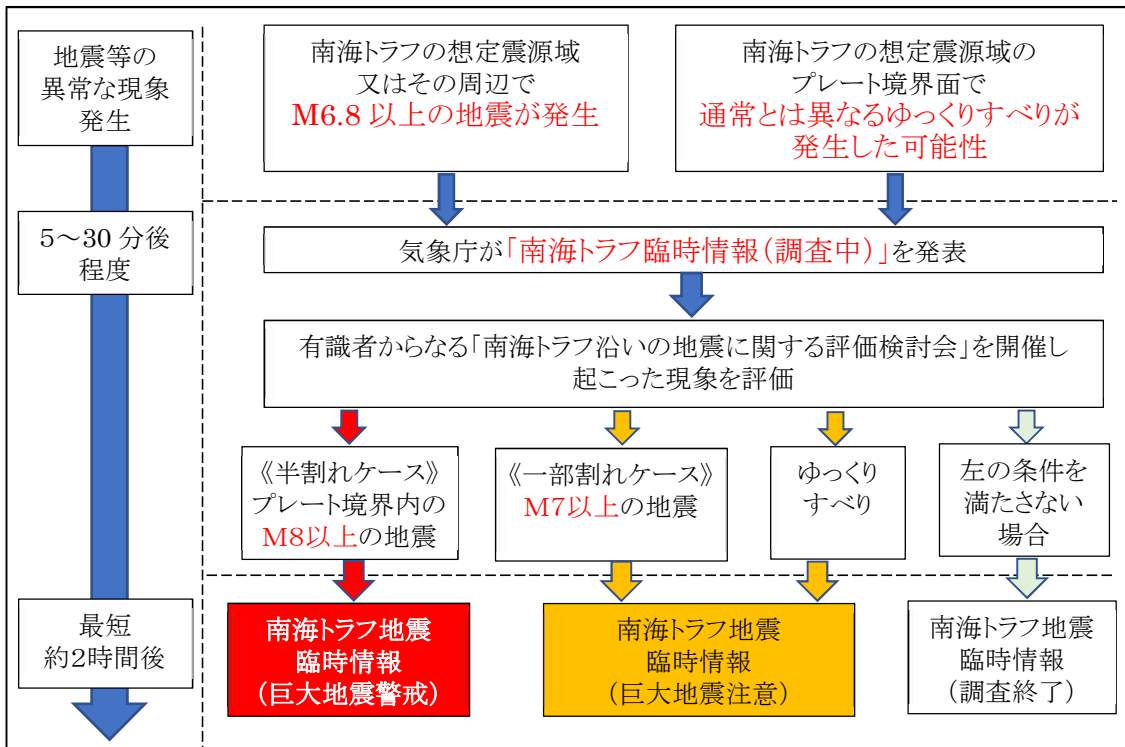 地震等の
異常な現象
発生
南海トラフの想定震源域
又はその周辺で
M6.8 以上の地震が発生
南海トラフの想定震源域の
プレート境界面で
通常とは異なるゆっくりすべりが
発生した可能性
5～30 分後
程度
気象庁が「南海トラフ臨時情報(調査中)」を発表
有識者からなる「南海トラフ沿いの地震に関する評価検討会」を開催し
起こった現象を評価
《半割れケース》
プレート境界内の
M8以上の地震
《一部割れケース》
M7以上の地震
ゆっくり
すべり
左の条件を
満たさない
場合
最短
約2時間後
南海トラフ地震
臨時情報
(巨大地震警戒)
南海トラフ地震
臨時情報
(巨大地震注意)
南海トラフ地震
臨時情報
(調査終了)